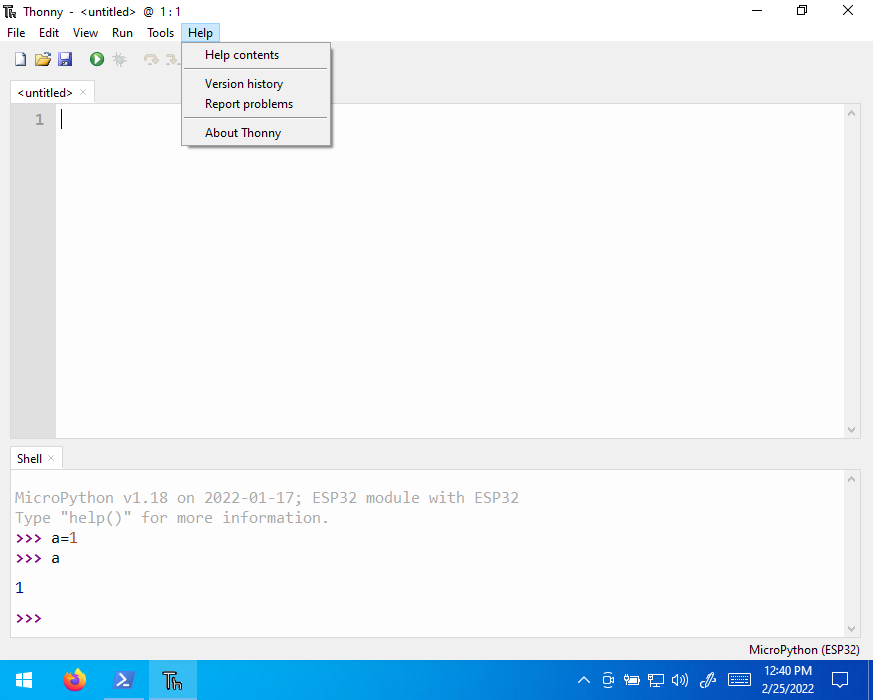 Thonny - <untitled> @ 1:1
File Edit View Run Tools Help
Help contents
Version history
Report problems
About Thonny
<untitled> ×
1
Shell ×
MicroPython v1.18 on 2022-01-17; ESP32 module with ESP32
Type "help()" for more information.
>>> a=1
>>> a
1
>>>
MicroPython (ESP32)
Th
12:40 PM
2/25/2022